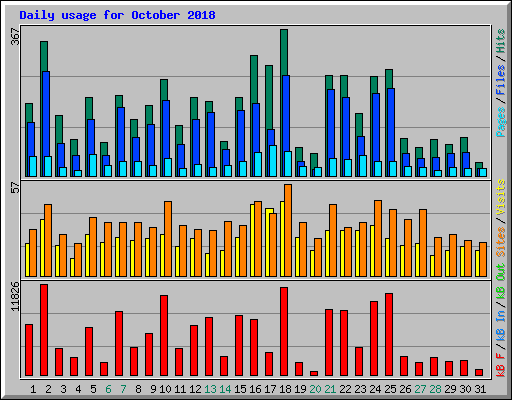 Daily usage for October 2018
367
Pages / Files / Hits
57
Sites / Visits
11826
kB F / kB In / kB Out
1 2 3 4 5 6 7 8 9 10 11 12 13 14 15 16 17 18 19 20 21 22 23 24 25 26 27 28 29 30 31